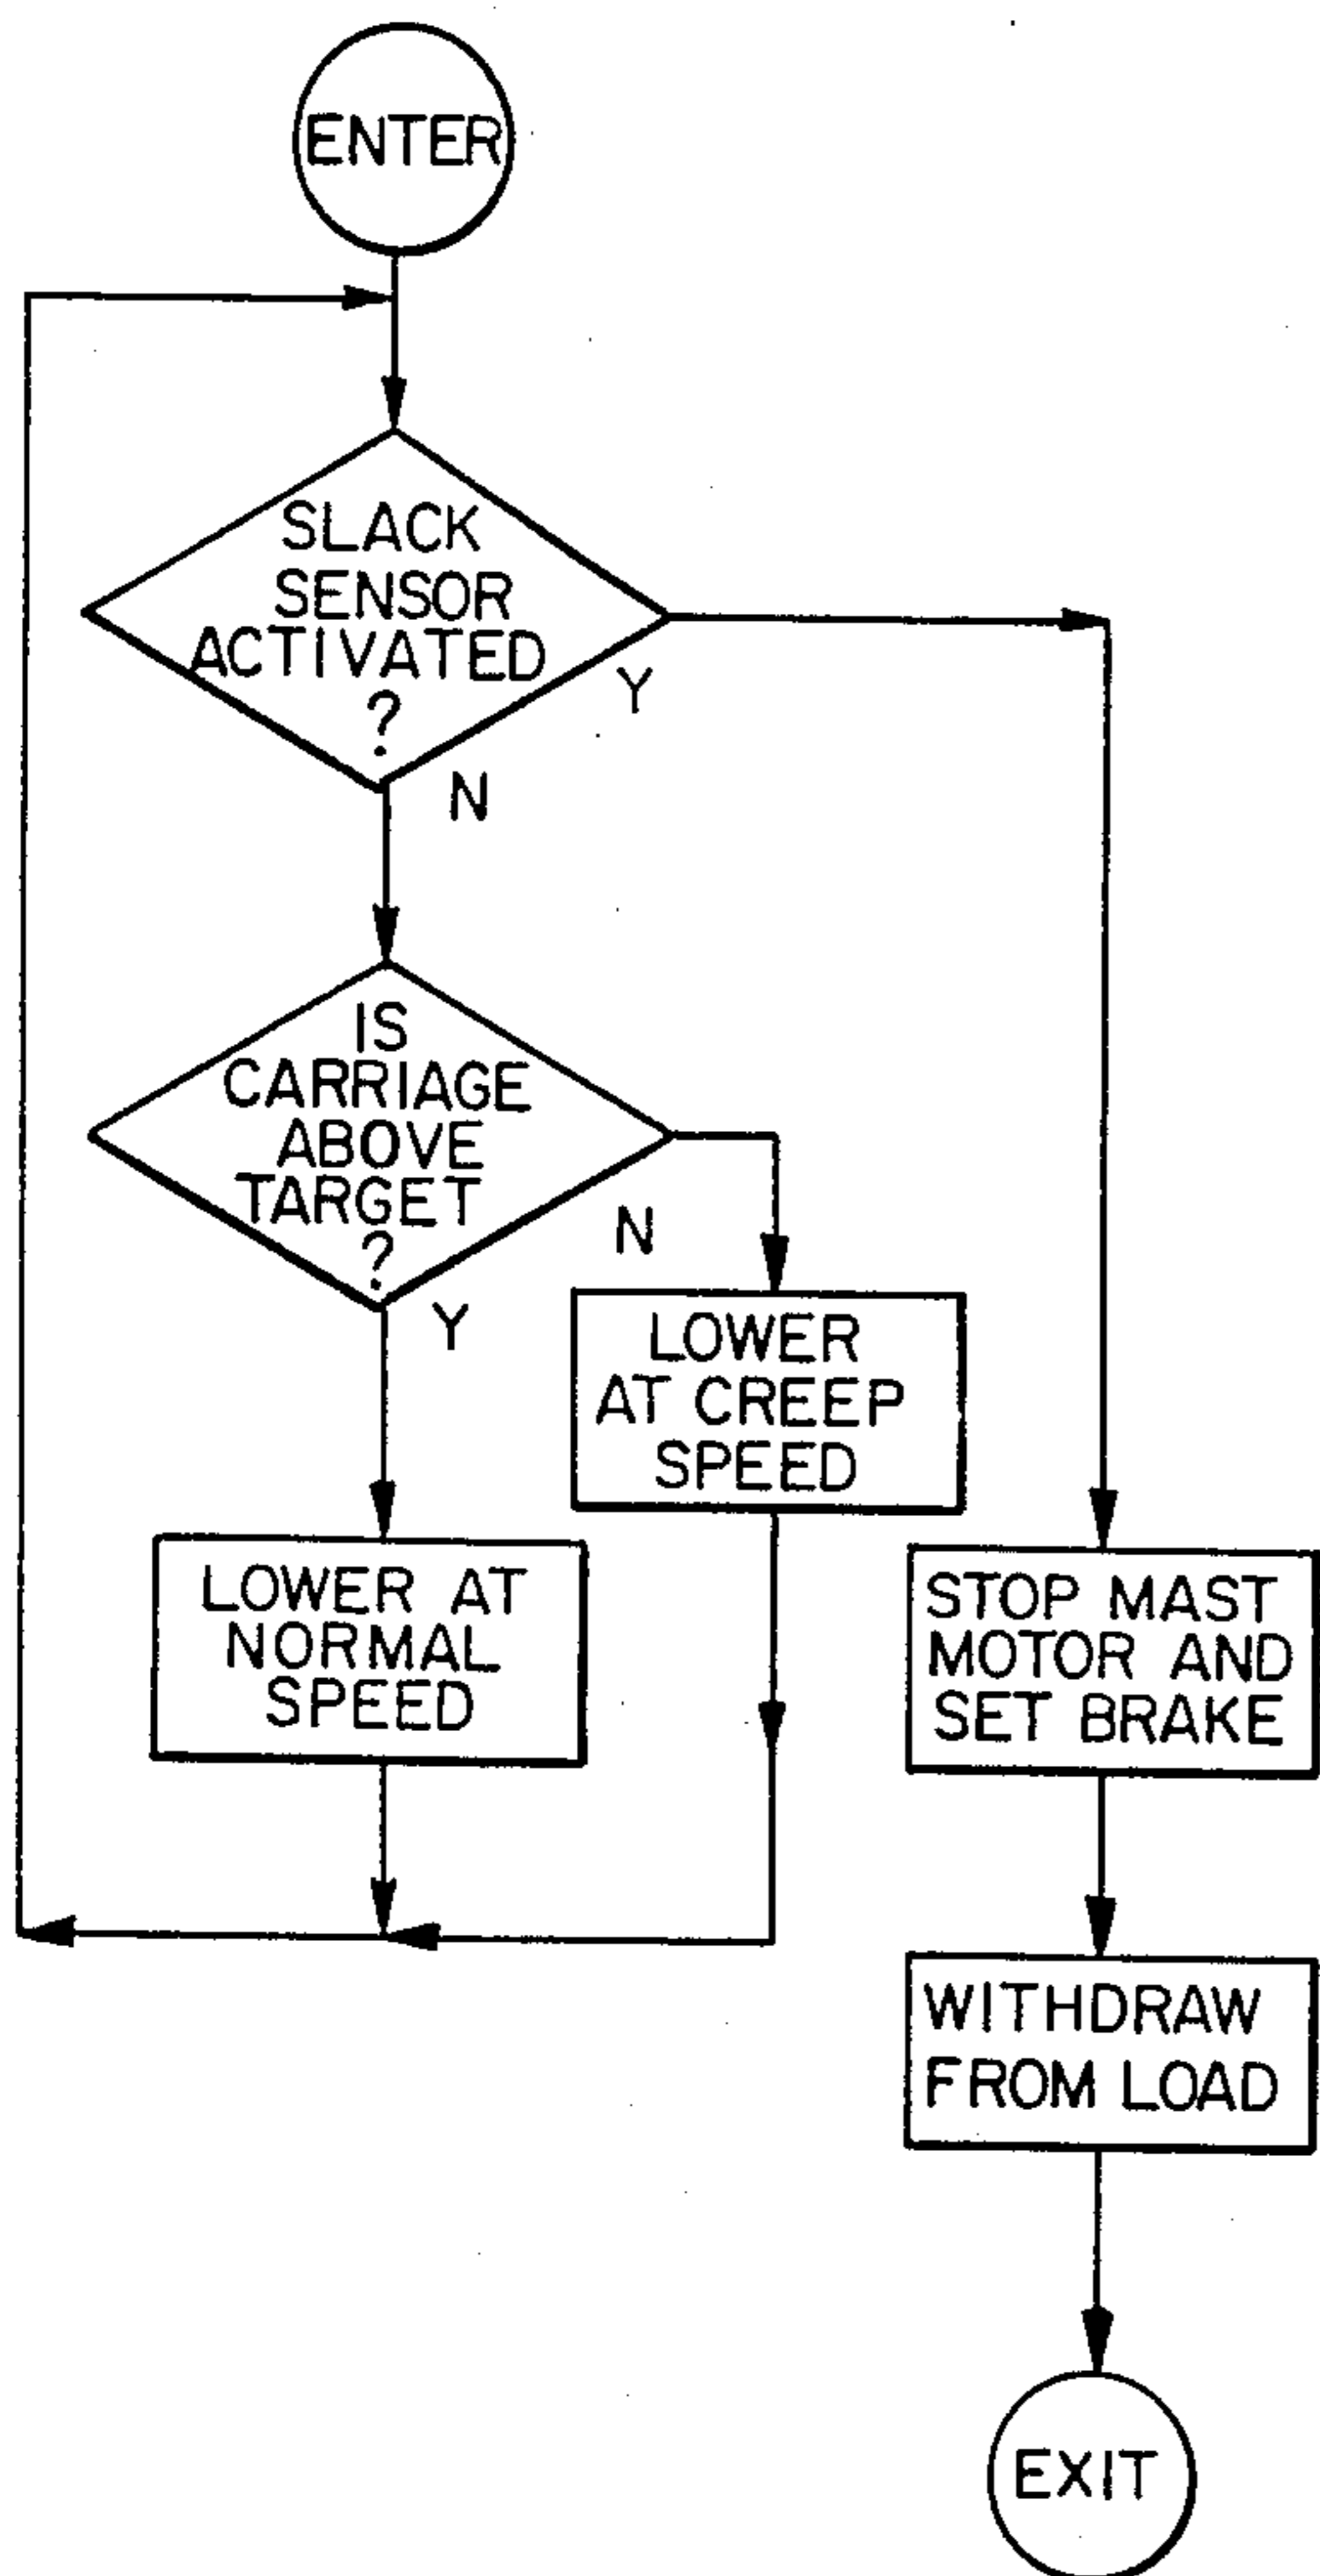 ENTER
SLACK
SENSOR
ACTIVATED
?
Y
N
IS
CARRIAGE
ABOVE
TARGET
?
N
Y
LOWER
AT CREEP
SPEED
LOWER AT
NORMAL
SPEED
STOP MAST
MOTOR AND
SET BRAKE
WITHDRAW
FROM LOAD
EXIT